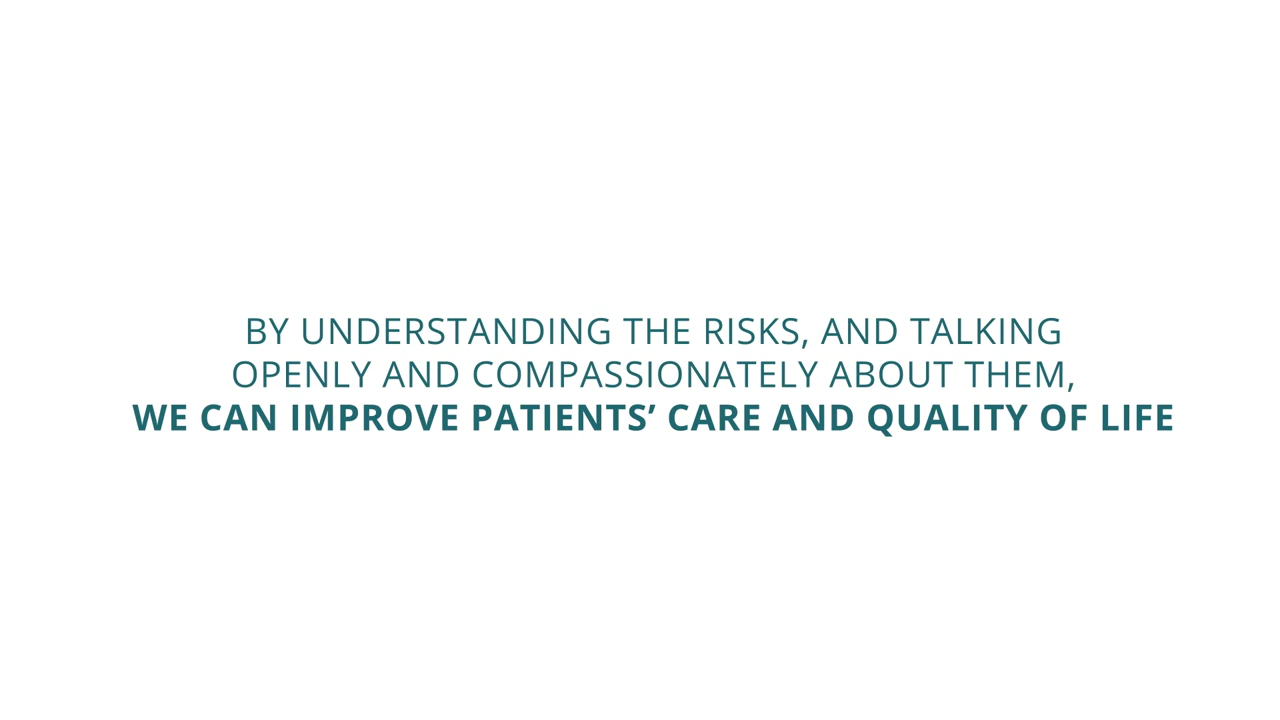 BY UNDERSTANDING THE RISKS, AND TALKING
OPENLY AND COMPASSIONATELY ABOUT THEM,
WE CAN IMPROVE PATIENTS’ CARE AND QUALITY OF LIFE